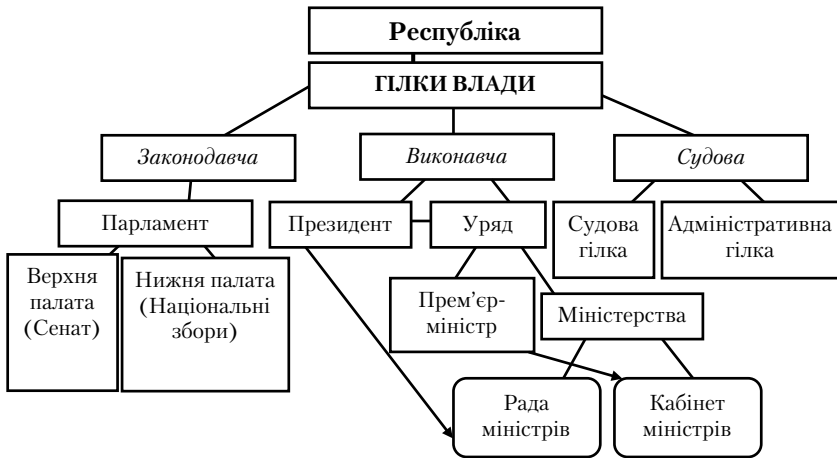 Республіка
ГІЛКИ ВЛАДИ
Законодавча
Виконавча
Судова
Парламент
Президент
Уряд
Судова
гілка
Адміністративна
гілка
Верхня
палата
(Сенат)
Нижня палата
(Національні
збори)
Прем’єр-
міністр
Міністерства
Рада
міністрів
Кабінет
міністрів